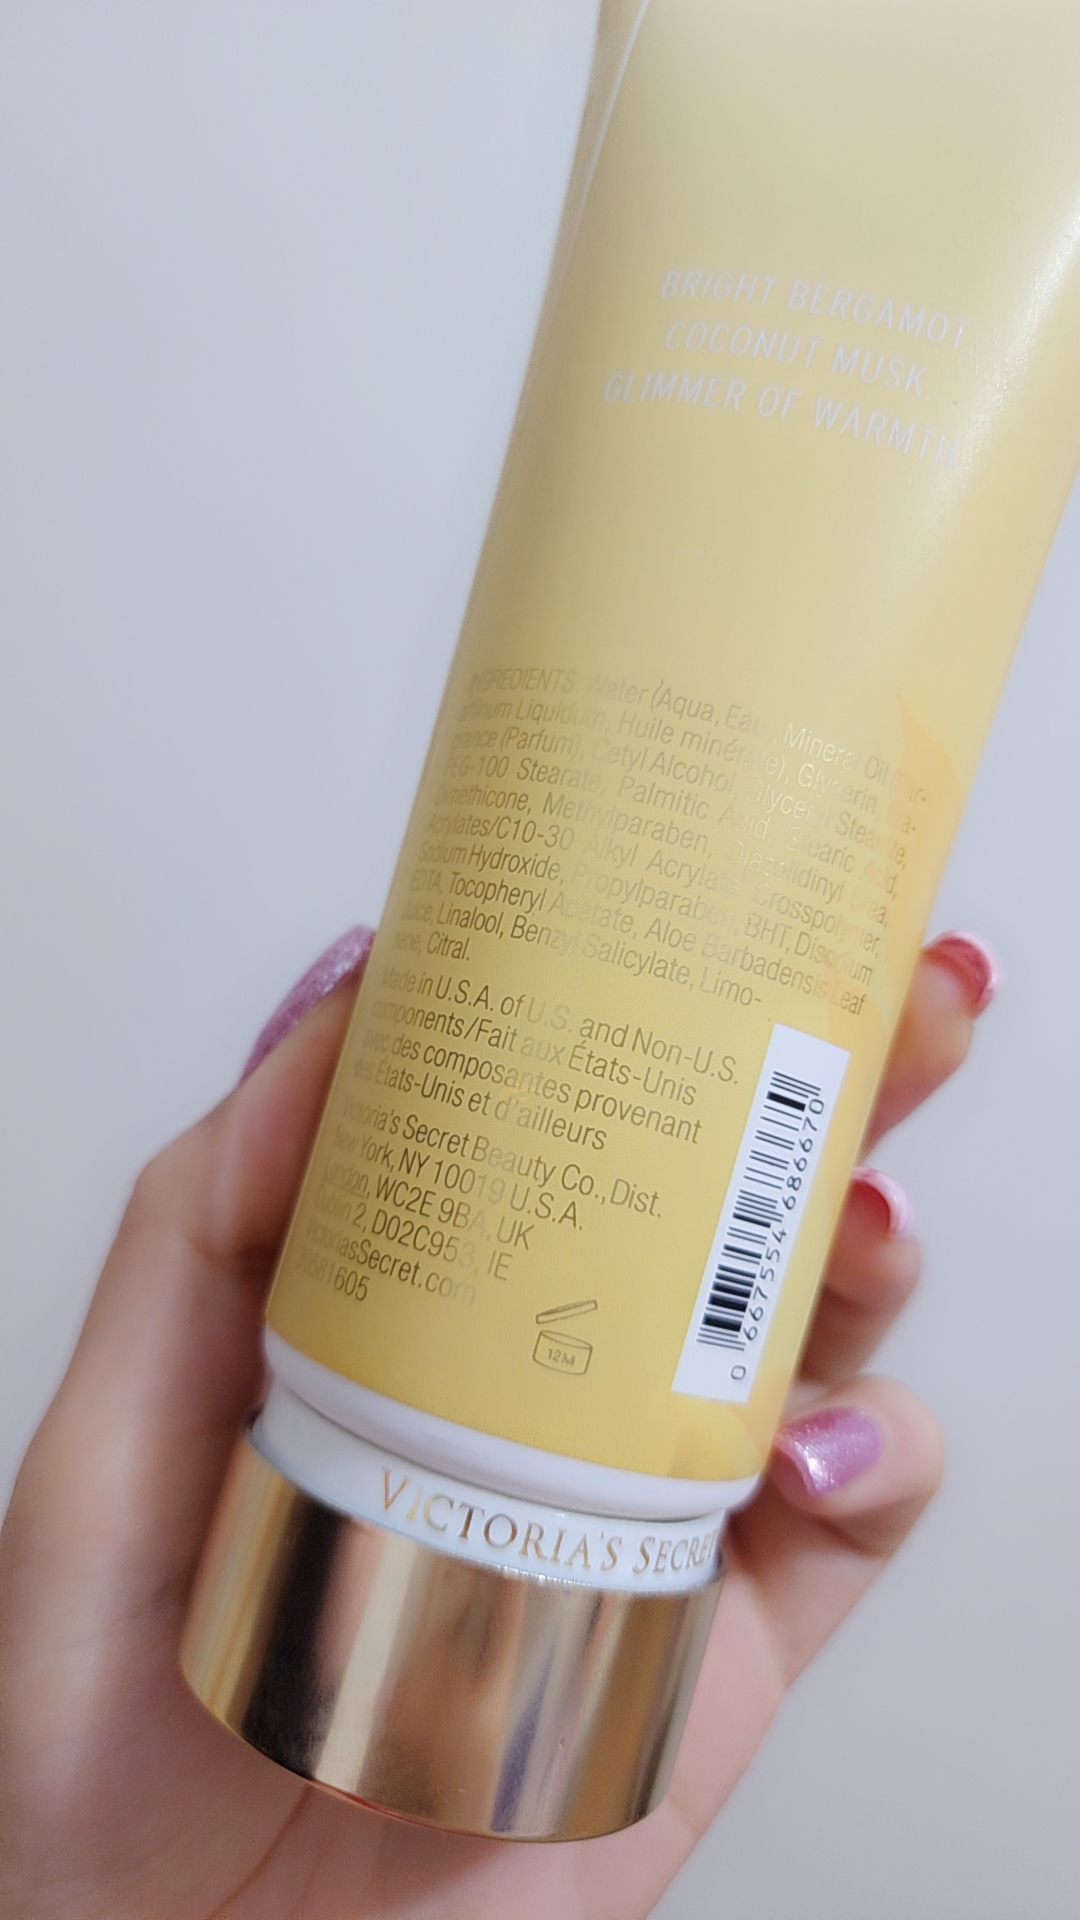 BRIGHT BERGAMOT.
COCONUT MUSK.
GLIMMER OF WARMTH
INGREDIENTS: Water (Aqua, Eau), Mineral Oil (Par-
affinum Liquidum, Huile minérale), Glycerin, Fra-
grance (Parfum), Cetyl Alcohol, Glyceryl Stearate,
PEG-100 Stearate, Palmitic Acid, Stearic Acid,
Dimethicone, Methylparaben, Diazolidinyl Urea,
Acrylates/C10-30 Alkyl Acrylate Crosspolymer,
Sodium Hydroxide, Propylparaben, BHT, Disodium
EDTA, Tocopheryl Acetate, Aloe Barbadensis Leaf
Juice, Linalool, Benzyl Salicylate, Limo-
nene, Citral.
Made in U.S.A. of U.S. and Non-U.S.
components/Fait aux États-Unis
avec des composantes provenant
des États-Unis et d'ailleurs
Victoria's Secret Beauty Co., Dist.
New York, NY 10019 U.S.A.
London, WC2E 9BA, UK
Dublin 2, D02C953, IE
VictoriasSecret.com
39581605
12M
0 667554 686670
VICTORIA'S SECRET